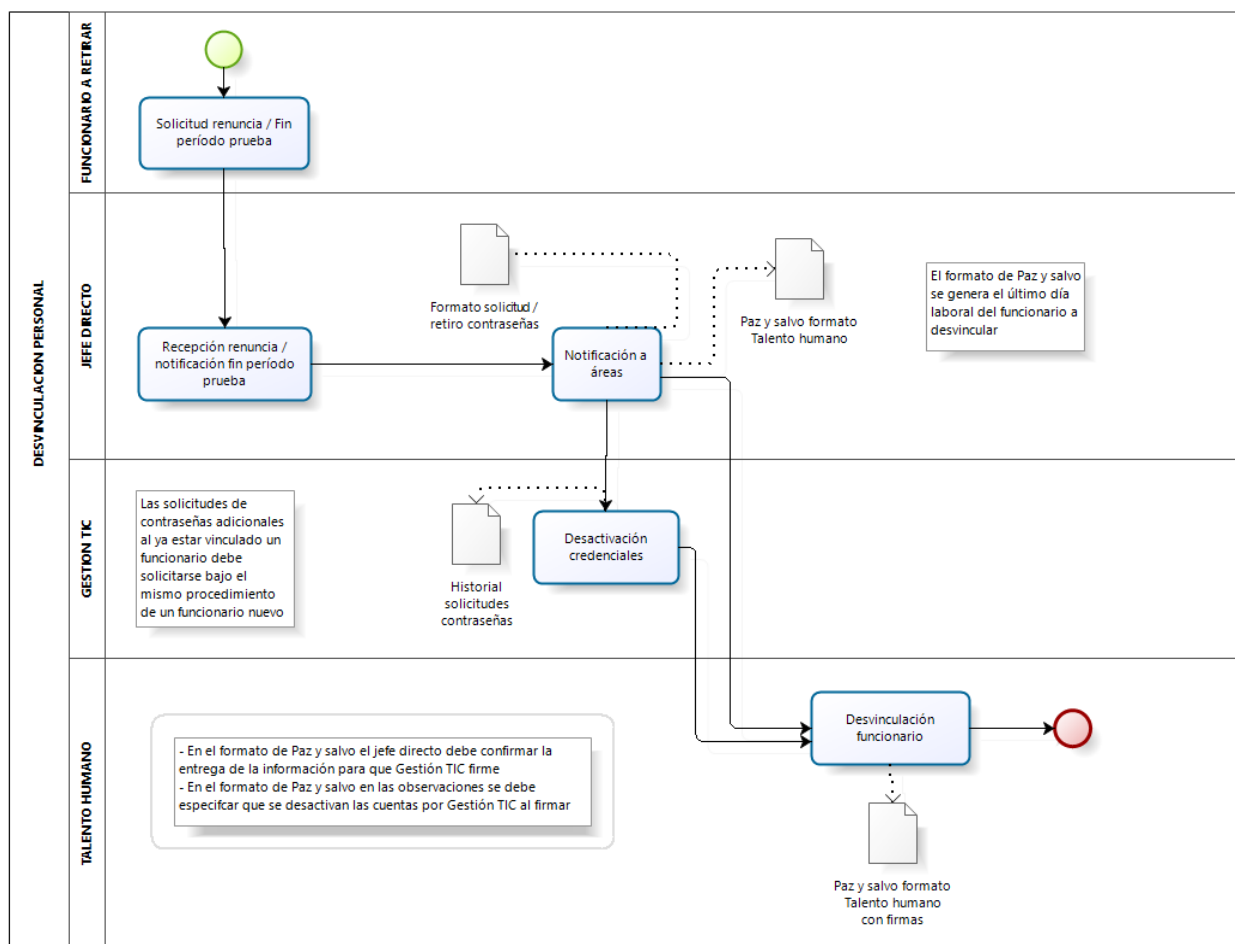 DESVINCULACION PERSONAL
FUNCIONARIO A RETIRAR
Solicitud renuncia / Fin
período prueba
JEFE DIRECTO
Formato solicitud /
retiro contraseñas
Paz y salvo formato
Talento humano
El formato de Paz y salvo
se genera el último día
laboral del funcionario a
desvincular
Recepción renuncia /
notificación fin período
prueba
Notificación a
áreas
GESTION TIC
Las solicitudes de
contraseñas adicionales
al ya estar vinculado un
funcionario debe
solicitarse bajo el
mismo procedimiento
de un funcionario nuevo
Historial
solicitudes
contraseñas
Desactivación
credenciales
TALENTO HUMANO
- En el formato de Paz y salvo el jefe directo debe confirmar la
entrega de la información para que Gestión TIC firme
- En el formato de Paz y salvo en las observaciones se debe
especifcar que se desactivan las cuentas por Gestión TIC al firmar
Desvinculación
funcionario
Paz y salvo formato
Talento humano
con firmas